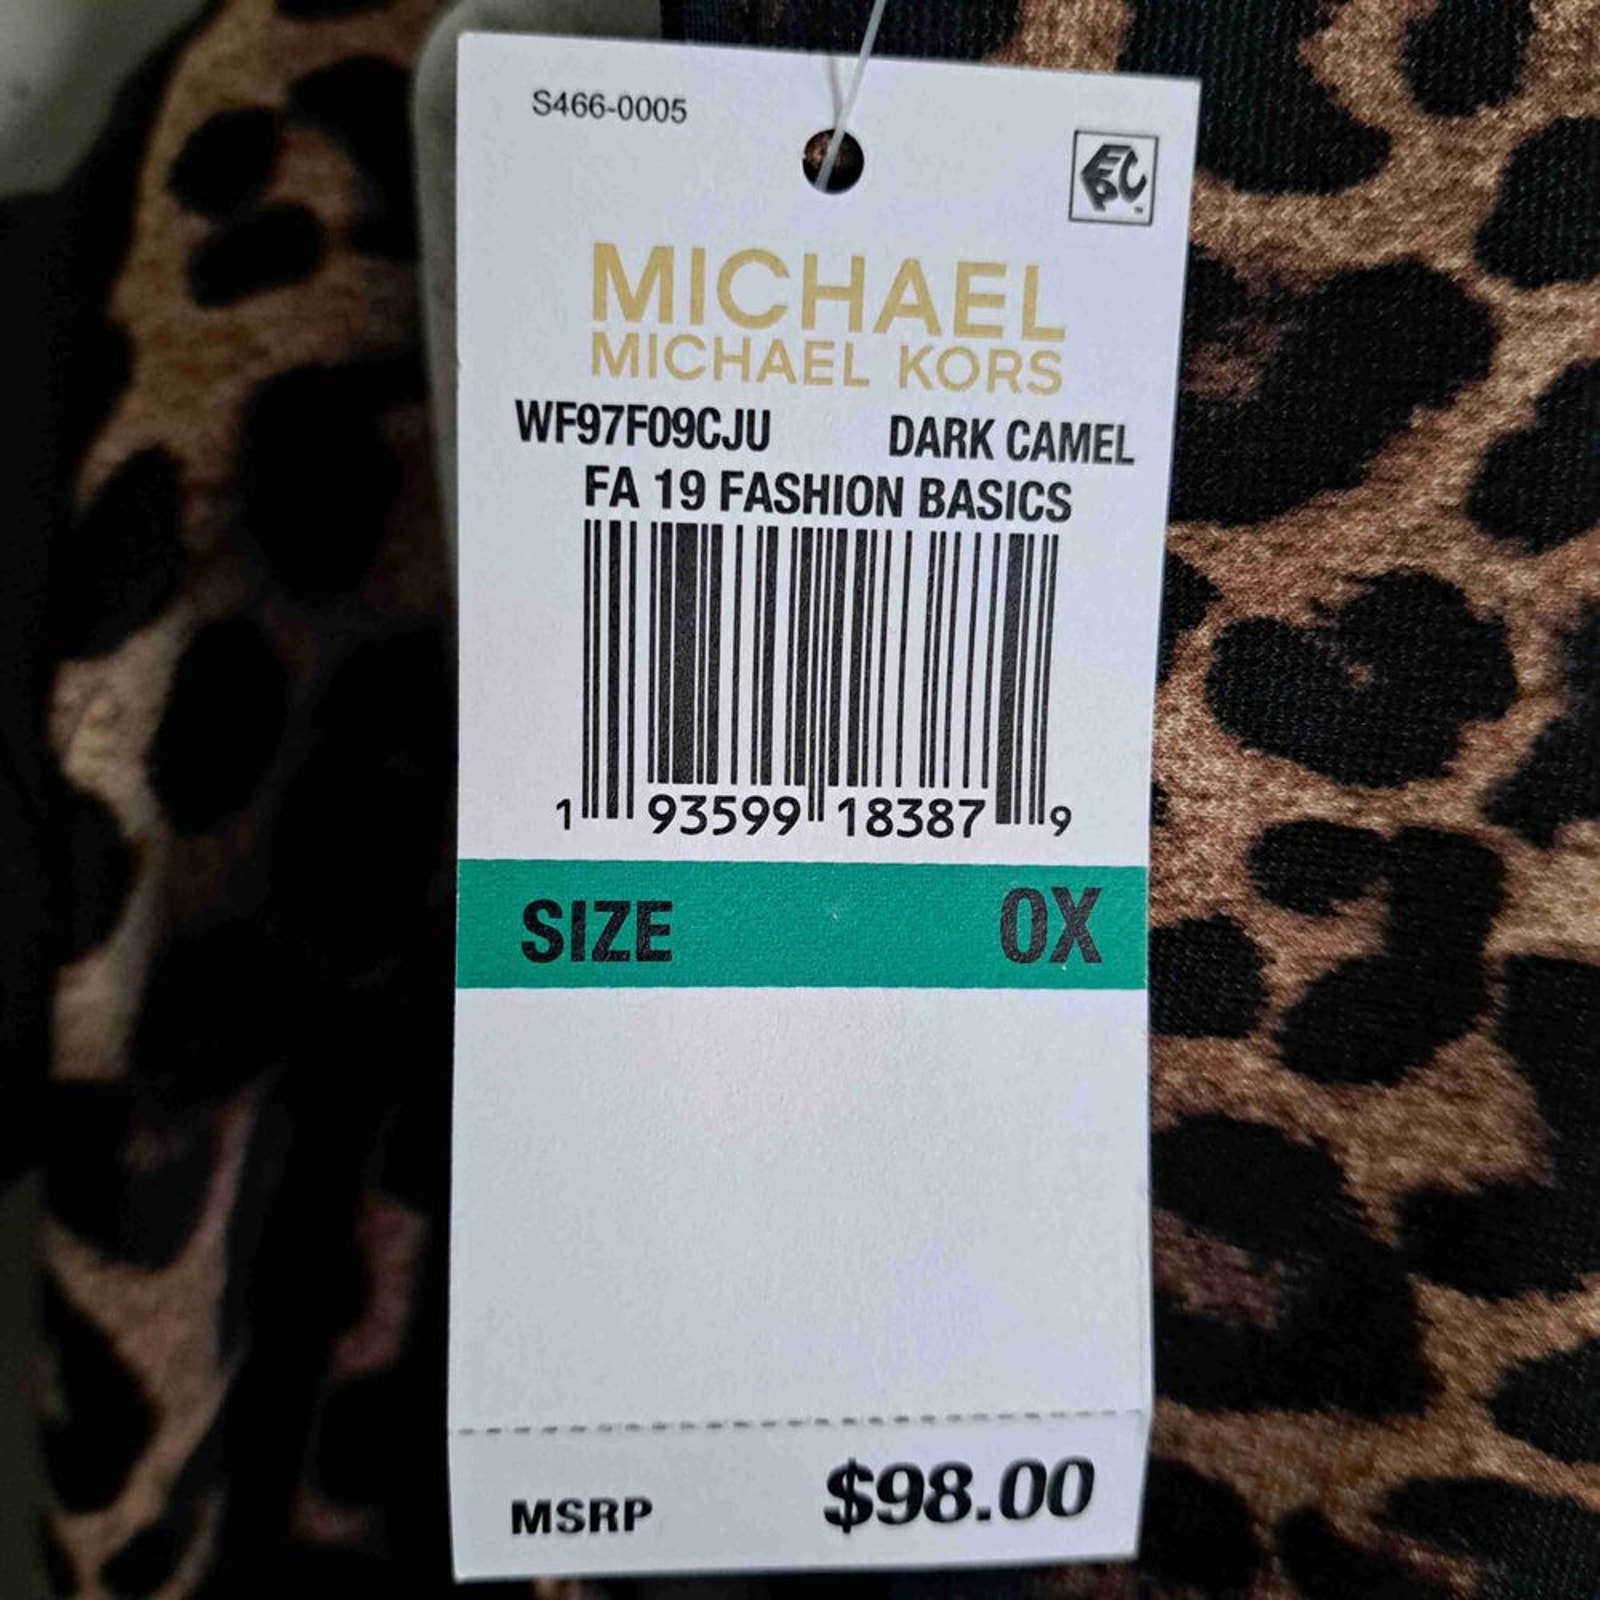 S466-0005
EPC™
MICHAEL
MICHAEL KORS
WF97F09CJU DARK CAMEL
FA 19 FASHION BASICS
1 93599 18387 9
SIZE 0X
MSRP $98.00